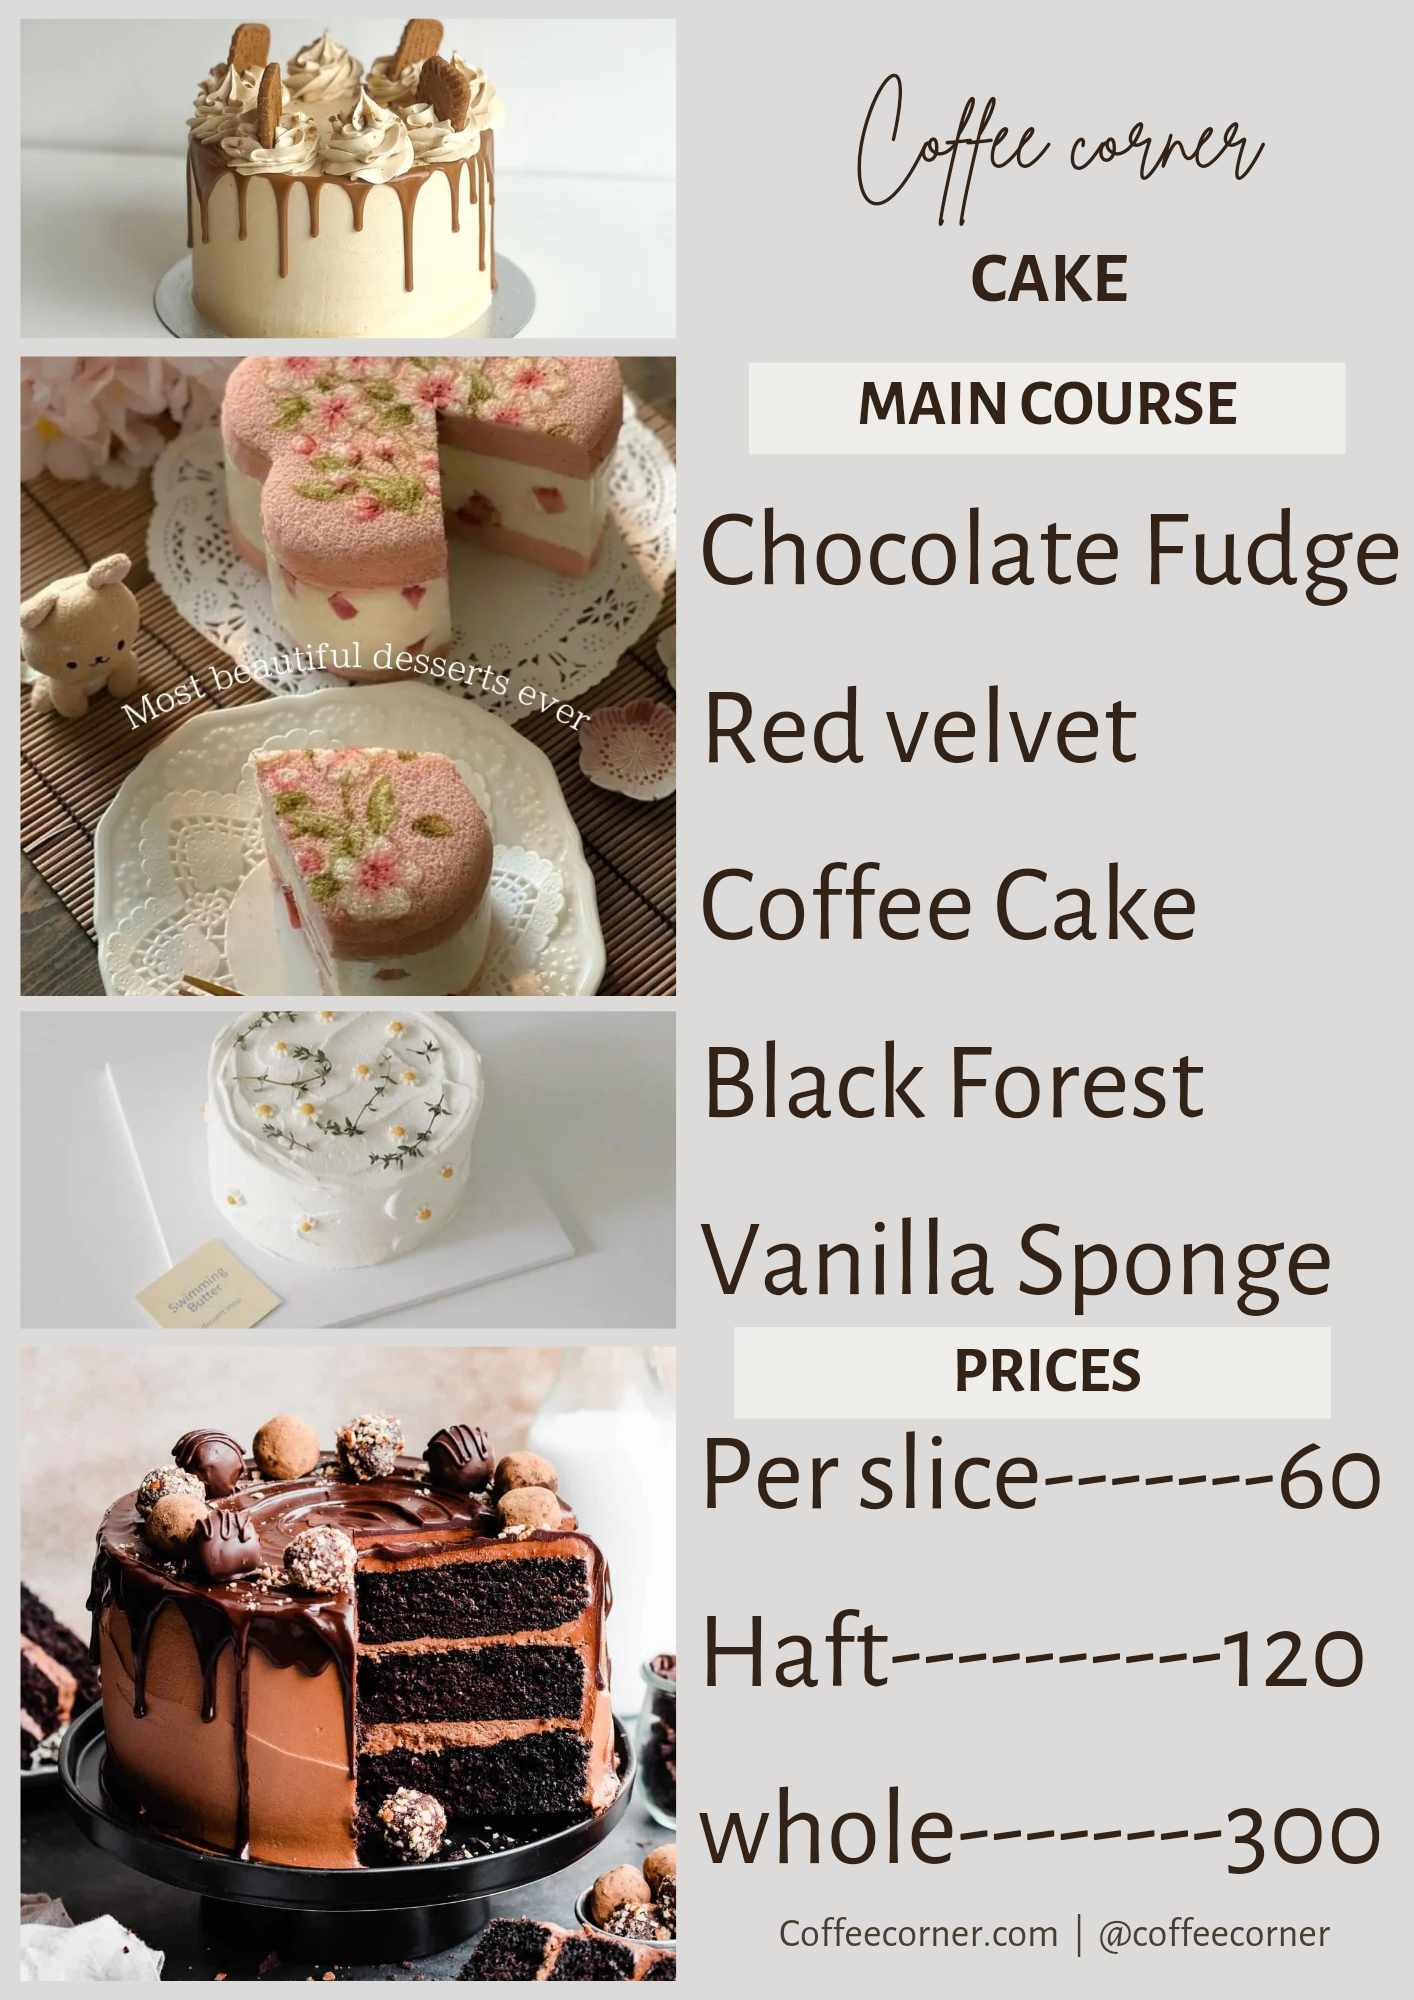 Coffee corner
CAKE
MAIN COURSE
Chocolate Fudge
Red velvet
Coffee Cake
Black Forest
Vanilla Sponge
PRICES
Per slice-------60
Haft----------120
whole--------300
Coffeecorner.com | @coffeecorner
Most beautiful desserts ever
Swimming
Butter